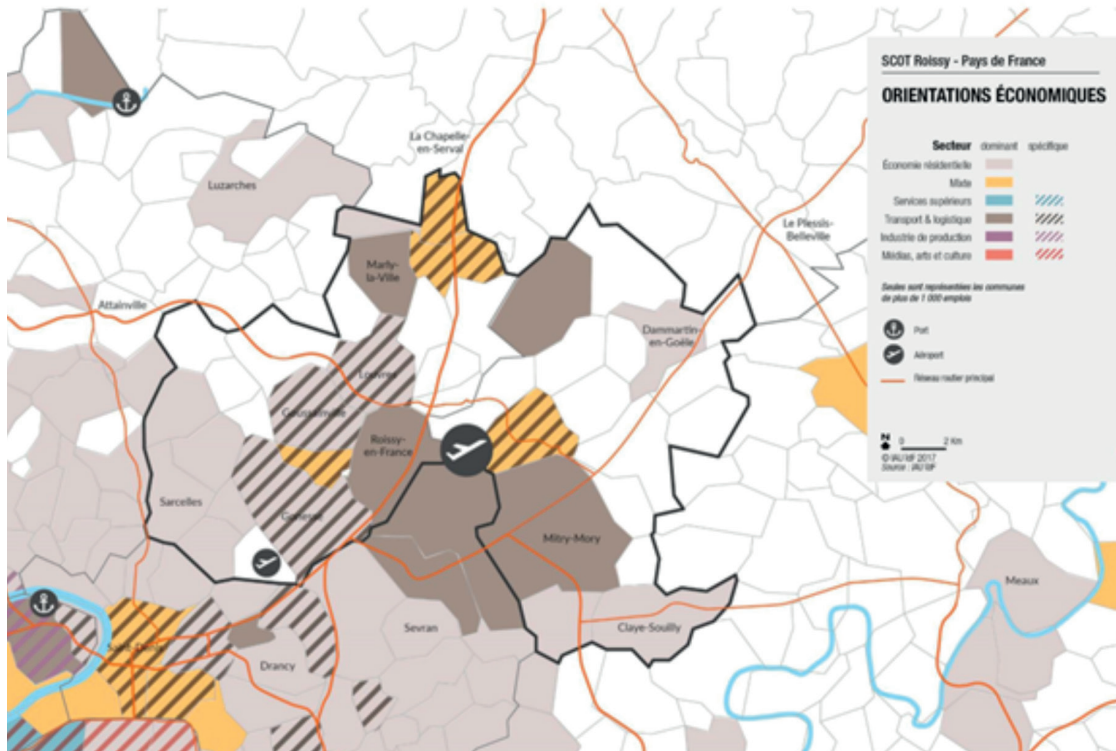 SCOT Roissy - Pays de France
ORIENTATIONS ÉCONOMIQUES
Secteur dominant spécifique
Économie résidentielle
Mixte
Services supérieurs
Transport & logistique
Industrie de production
Médias, arts et culture
Seules sont représentées les communes
de plus de 1 000 emplois
Port
Aéroport
Réseau routier principal
N 0 2 Km
© IAU îdF 2017
Source : IAU îdF
La Chapelle-
en-Serval
Luzarches
Le Plessis-
Belleville
Marly-
la-Ville
Attainville
Dammartin-
en-Goële
Louvres
Goussainville
Roissy-
en-France
Sarcelles
Gonesse
Mitry-Mory
Meaux
Sevran
Claye-Souilly
Saint-Denis
Drancy